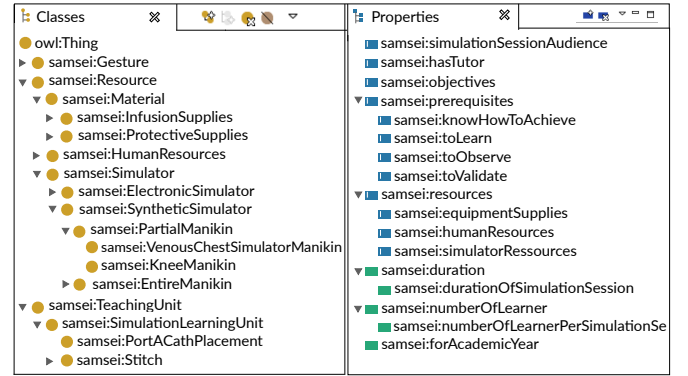 Classes
owl:Thing
samsei:Gesture
samsei:Resource
samsei:Material
samsei:InfusionSupplies
samsei:ProtectiveSupplies
samsei:HumanResources
samsei:Simulator
samsei:ElectronicSimulator
samsei:SyntheticSimulator
samsei:PartialManikin
samsei:VenousChestSimulatorManikin
samsei:KneeManikin
samsei:EntireManikin
samsei:TeachingUnit
samsei:SimulationLearningUnit
samsei:PortACathPlacement
samsei:Stitch
Properties
samsei:simulationSessionAudience
samsei:hasTutor
samsei:objectives
samsei:prerequisites
samsei:knowHowToAchieve
samsei:toLearn
samsei:toObserve
samsei:toValidate
samsei:resources
samsei:equipmentSupplies
samsei:humanResources
samsei:simulatorRessources
samsei:duration
samsei:durationOfSimulationSession
samsei:numberOfLearner
samsei:numberOfLearnerPerSimulationSe
samsei:forAcademicYear